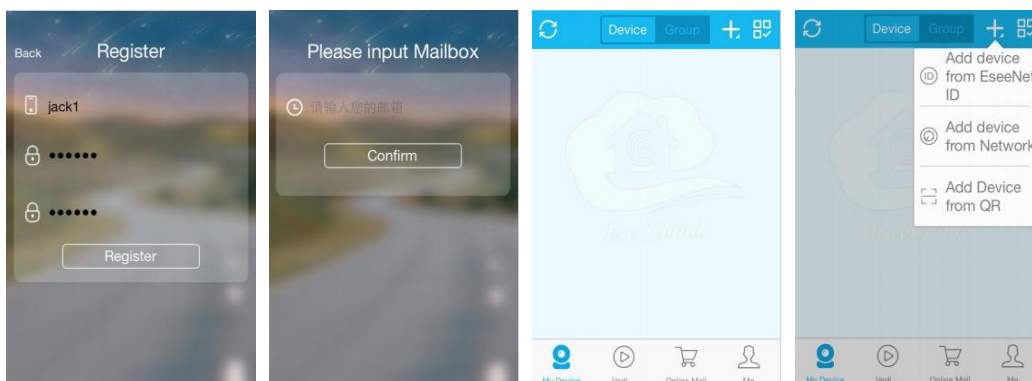 Back Register
jack1
••••••
••••••
Register
Please input Mailbox
请输入您的邮箱
Confirm
Device Group
My Device Vedi Online Mall Me
Device Group
Add device
from EseeNet
ID
Add device
from Network
Add Device
from QR
My Device Vedi Online Mall Me